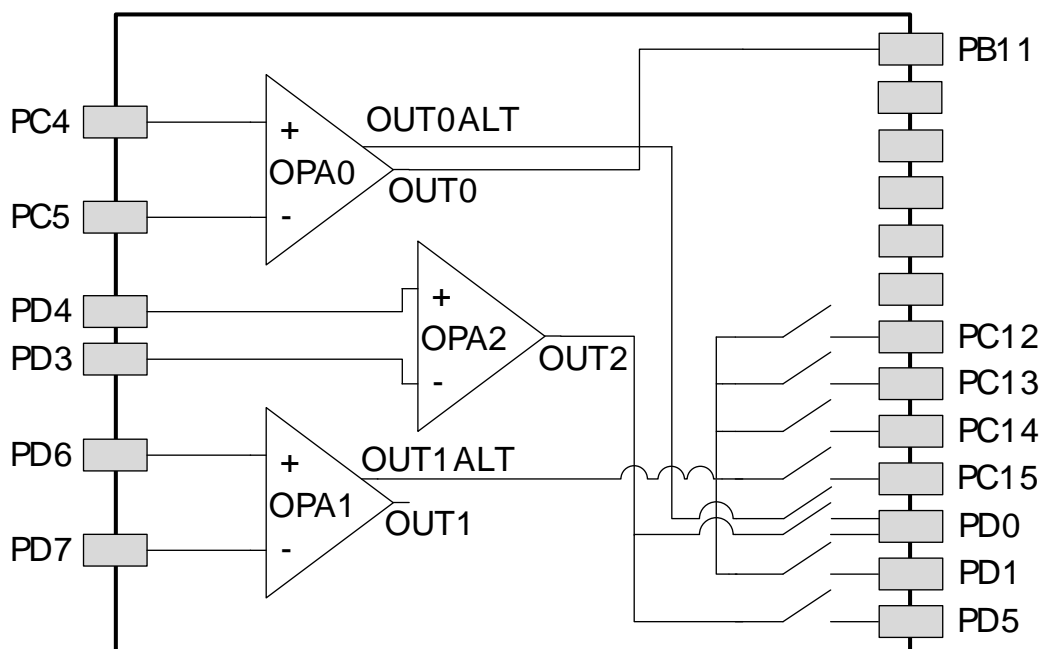 PB11
PC4
+
OUT0ALT
OPA0
OUT0
PC5
-
PD4
+
PD3
OPA2
OUT2
-
PC12
PC13
PC14
PD6
+
OUT1ALT
PC15
OPA1
OUT1
PD0
PD7
-
PD1
PD5